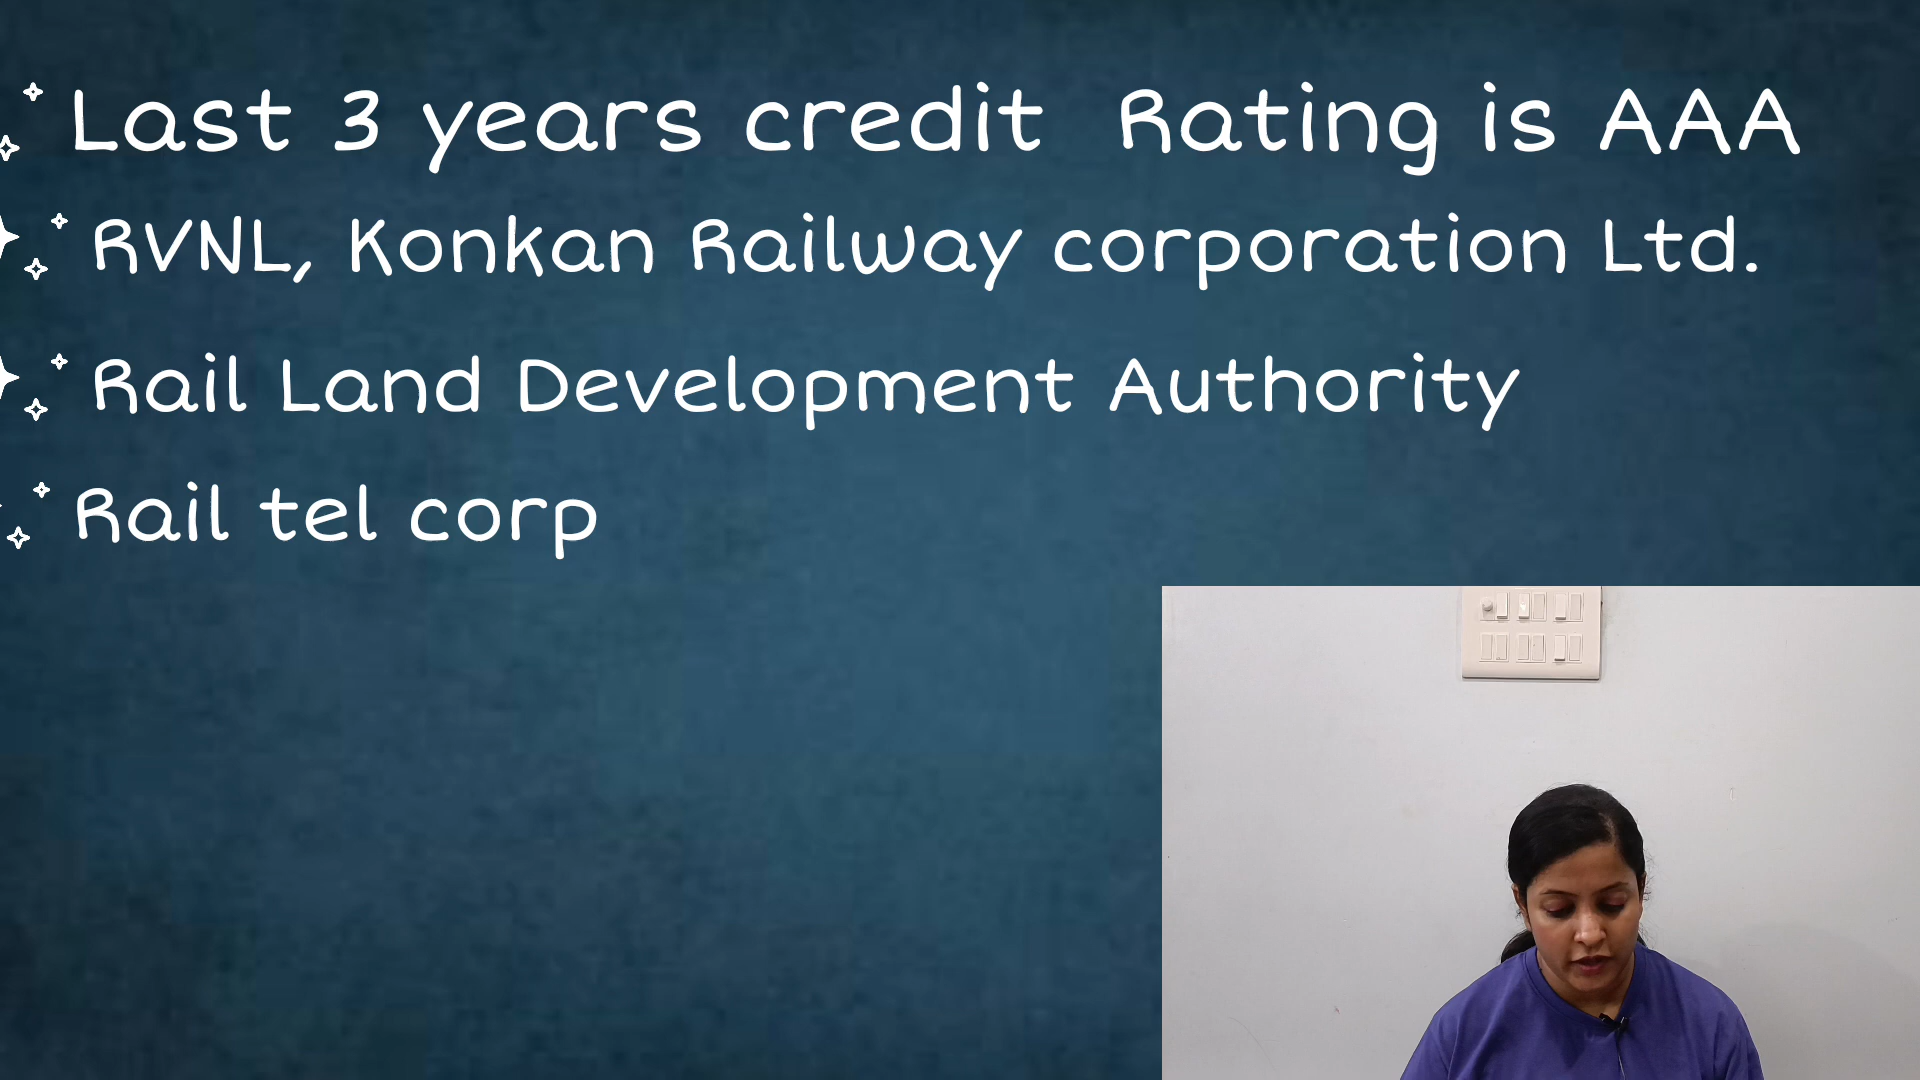 Last 3 years credit Rating is AAA
RVNL, Konkan Railway corporation Ltd.
Rail Land Development Authority
Rail tel corp